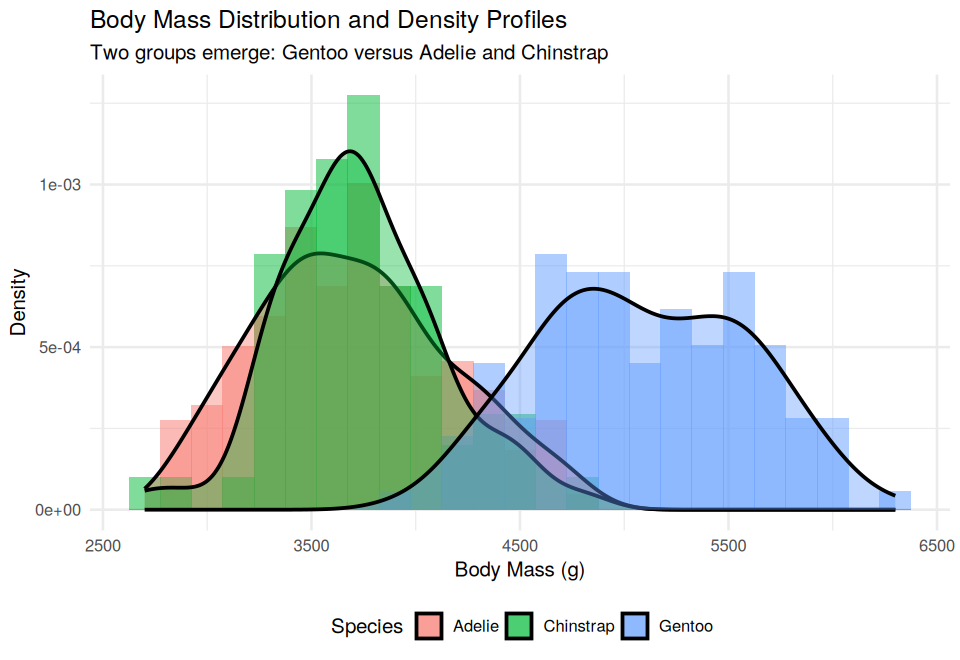 Body Mass Distribution and Density Profiles
Two groups emerge: Gentoo versus Adelie and Chinstrap
Density
1e-03
5e-04
0e+00
2500 3500 4500 5500 6500
Body Mass (g)
Species Adelie Chinstrap Gentoo